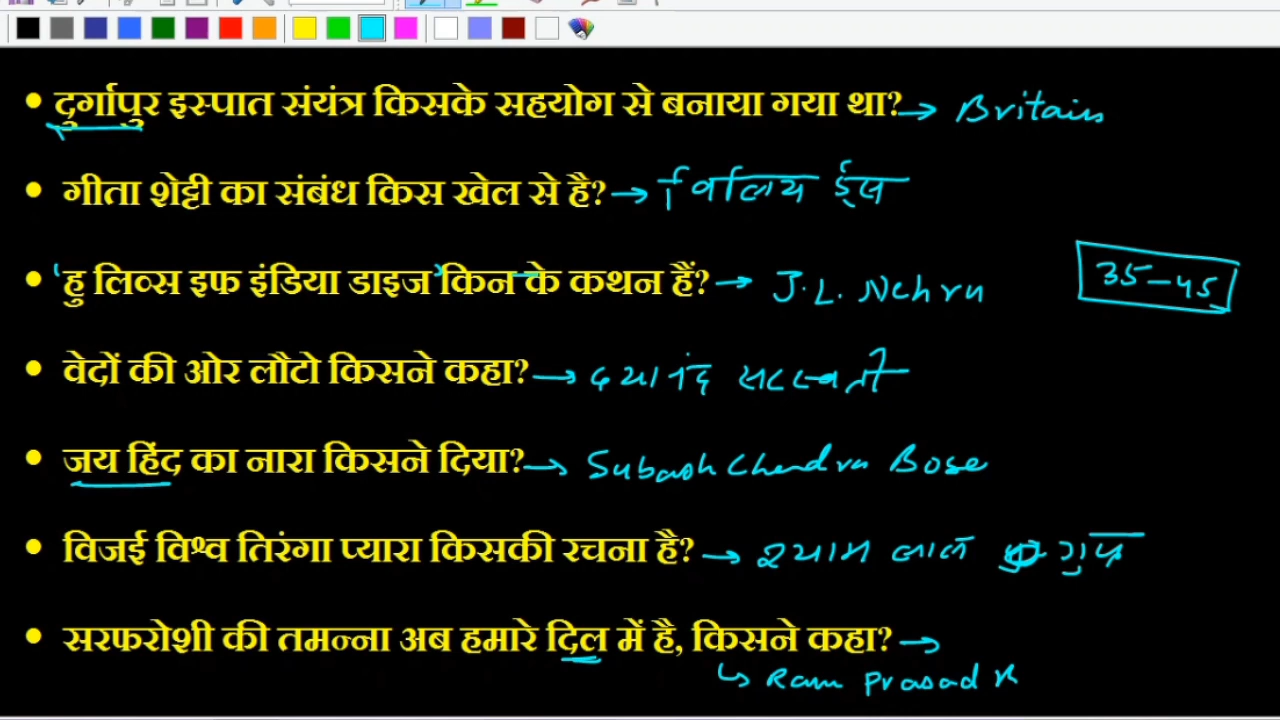 • दुर्गापुर इस्पात संयंत्र किसके सहयोग से बनाया गया था? → Britain
• गीता शेट्टी का संबंध किस खेल से है? →
• 'हु लिव्स इफ इंडिया डाइज' किन के कथन हैं? → J.L. Nehru
35-45
• वेदों की ओर लौटो किसने कहा? → दयानंद सरस्वती
• जय हिंद का नारा किसने दिया? → Subash Chandra Bose
• विजई विश्व तिरंगा प्यारा किसकी रचना है? → श्याम लाल गुप्त
• सरफरोशी की तमन्ना अब हमारे दिल में है, किसने कहा? →
Ram Prasad